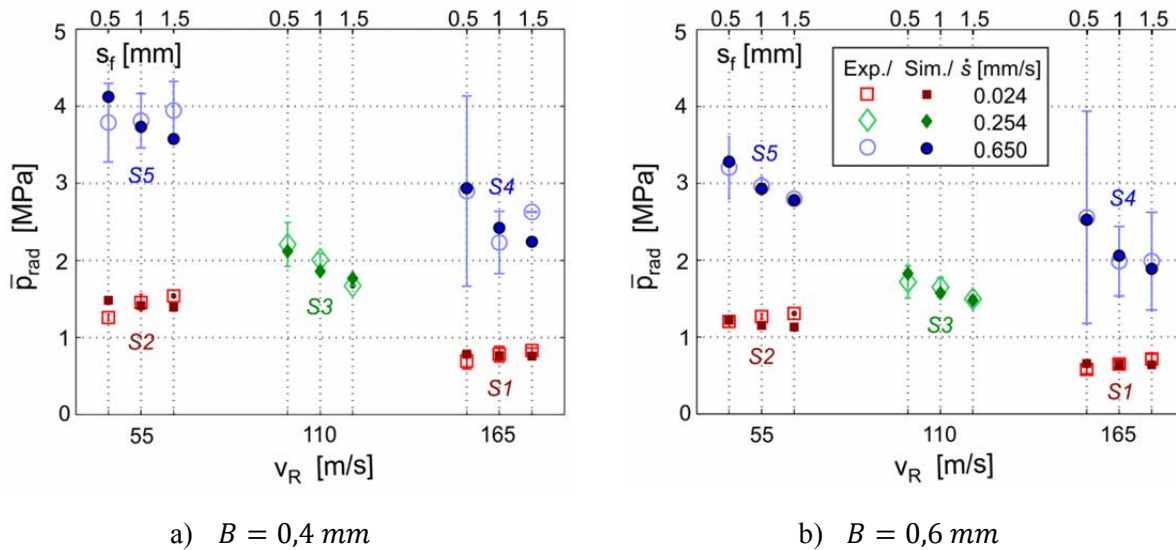 0.5 1 1.5 0.5 1 1.5 0.5 1 1.5
s_f [mm]
5
4
3
2
1
0
p̅_rad [MPa]
S5
S4
S3
S2
S1
55 110 165
v_R [m/s]
a) B = 0,4 mm
0.5 1 1.5 0.5 1 1.5 0.5 1 1.5
s_f [mm]
Exp./ Sim./ ṡ [mm/s]
0.024
0.254
0.650
5
4
3
2
1
0
p̅_rad [MPa]
S5
S4
S3
S2
S1
55 110 165
v_R [m/s]
b) B = 0,6 mm